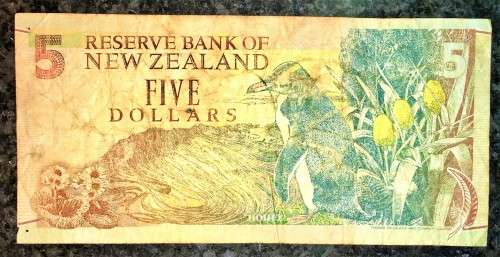 5
RESERVE BANK OF
NEW ZEALAND
FIVE
DOLLARS
5
HOIHO